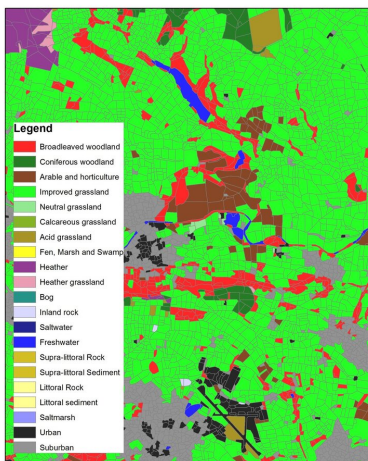 Legend
Broadleaved woodland
Coniferous woodland
Arable and horticulture
Improved grassland
Neutral grassland
Calcareous grassland
Acid grassland
Fen, Marsh and Swamp
Heather
Heather grassland
Bog
Inland rock
Saltwater
Freshwater
Supra-littoral Rock
Supra-littoral Sediment
Littoral Rock
Littoral sediment
Saltmarsh
Urban
Suburban